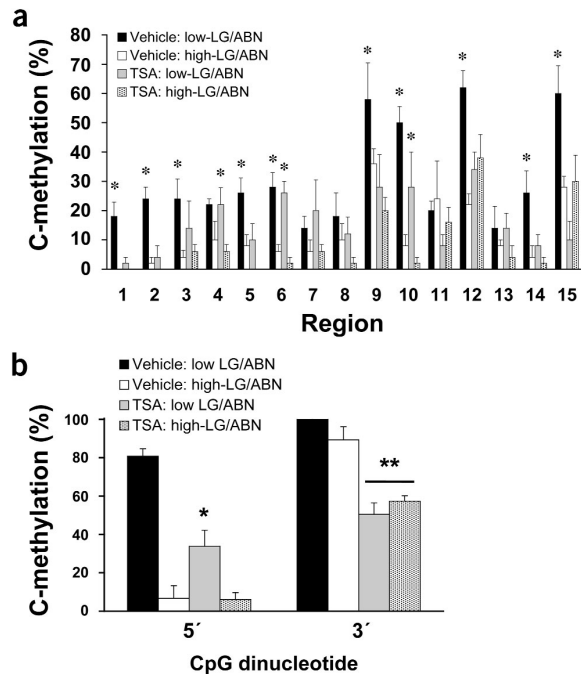 a
C-methylation (%)
80
70
60
50
40
30
20
10
0
Vehicle: low-LG/ABN
Vehicle: high-LG/ABN
TSA: low-LG/ABN
TSA: high-LG/ABN
* * * * * * * * * * * *
1 2 3 4 5 6 7 8 9 10 11 12 13 14 15
Region
b
Vehicle: low LG/ABN
Vehicle: high-LG/ABN
TSA: low LG/ABN
TSA: high-LG/ABN
C-methylation (%)
100
80
60
40
20
0
*
**
5´ 3´
CpG dinucleotide